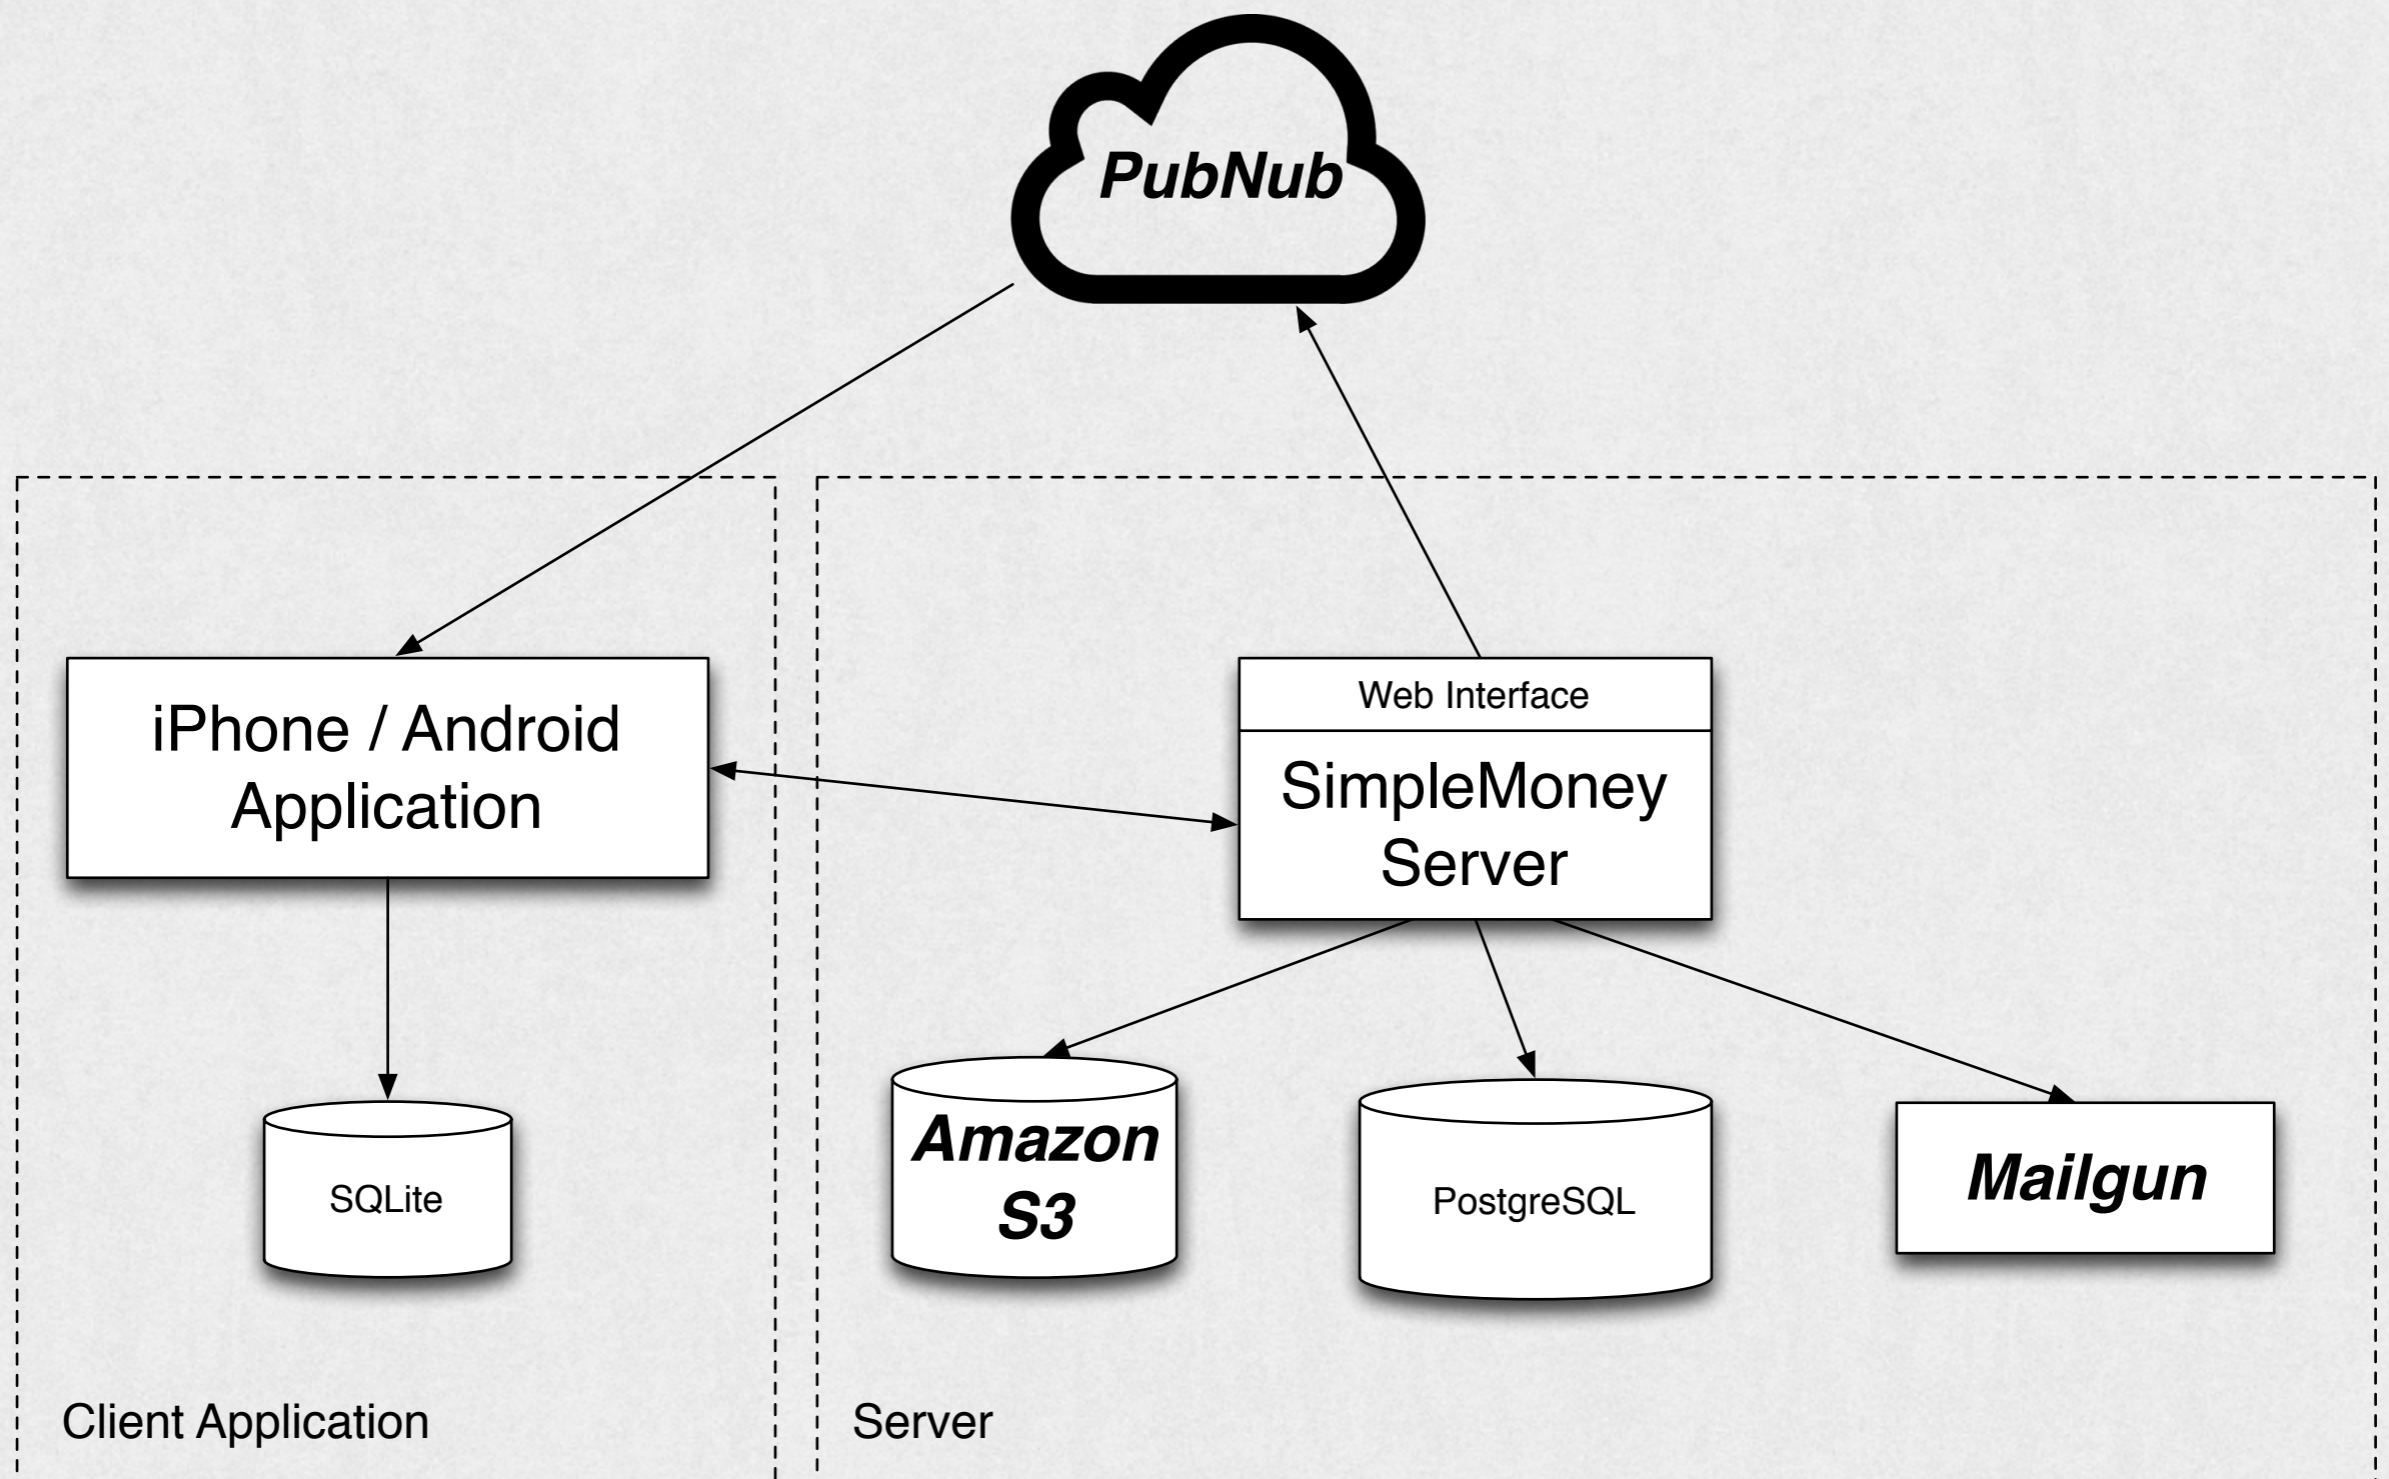 PubNub
iPhone / Android
Application
Web Interface
SimpleMoney
Server
SQLite
Amazon
S3
PostgreSQL
Mailgun
Client Application
Server